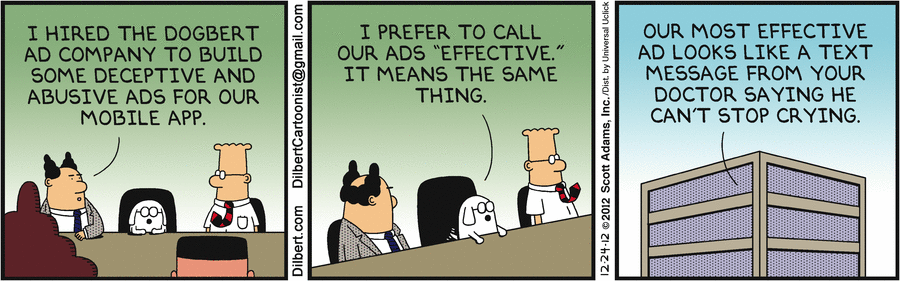 I HIRED THE DOGBERT
AD COMPANY TO BUILD
SOME DECEPTIVE AND
ABUSIVE ADS FOR OUR
MOBILE APP.
Dilbert.com DilbertCartoonist@gmail.com
I PREFER TO CALL
OUR ADS “EFFECTIVE.”
IT MEANS THE SAME
THING.
12-24-12 © 2012 Scott Adams, Inc. /Dist. by Universal Uclick
OUR MOST EFFECTIVE
AD LOOKS LIKE A TEXT
MESSAGE FROM YOUR
DOCTOR SAYING HE
CAN'T STOP CRYING.